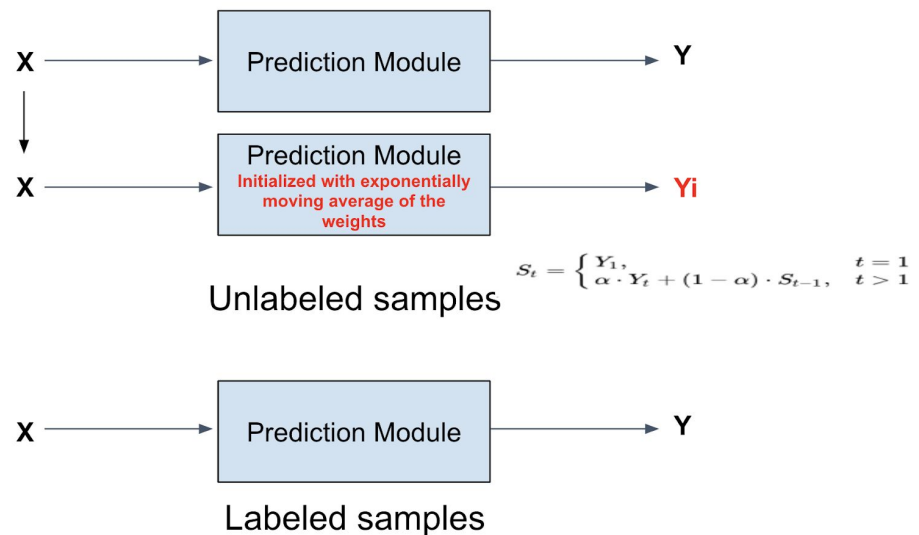 X Prediction Module Y
X Prediction Module
Initialized with exponentially
moving average of the
weights
Yi
S_t = { Y_1, t = 1
α · Y_t + (1 − α) · S_{t−1}, t > 1
Unlabeled samples
X Prediction Module Y
Labeled samples